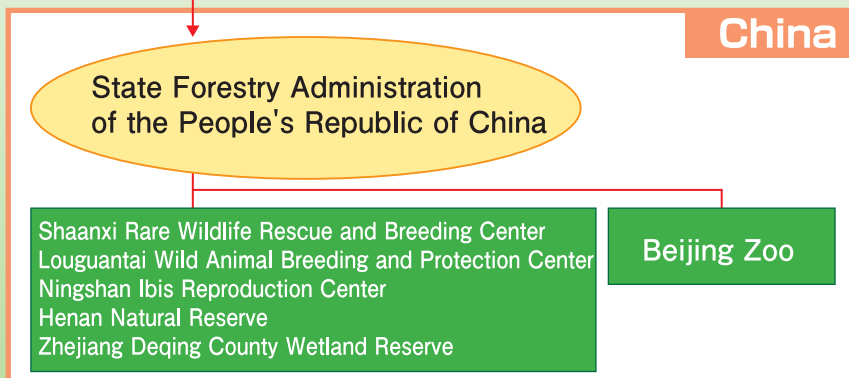 China
State Forestry Administration
of the People's Republic of China
Shaanxi Rare Wildlife Rescue and Breeding Center
Louguantai Wild Animal Breeding and Protection Center
Ningshan Ibis Reproduction Center
Henan Natural Reserve
Zhejiang Deqing County Wetland Reserve
Beijing Zoo